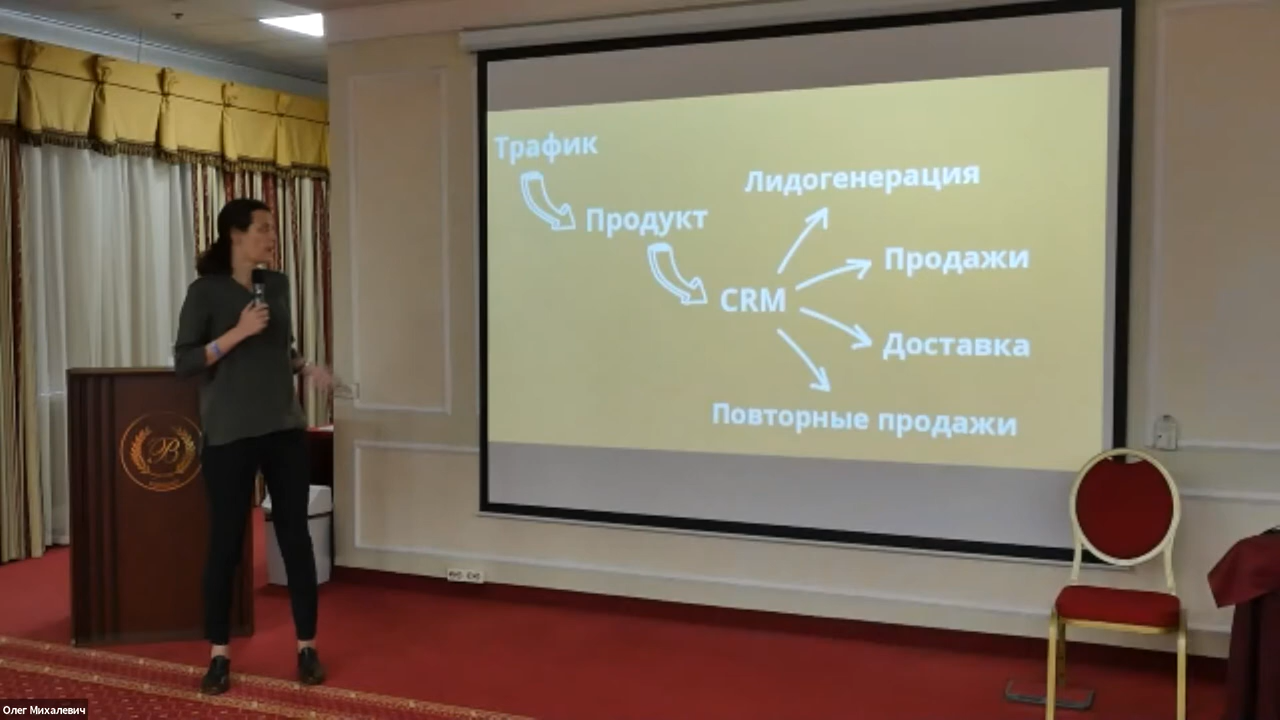 Трафик
Лидогенерация
Продукт
Продажи
CRM
Доставка
Повторные продажи
B
Олег Михалевич